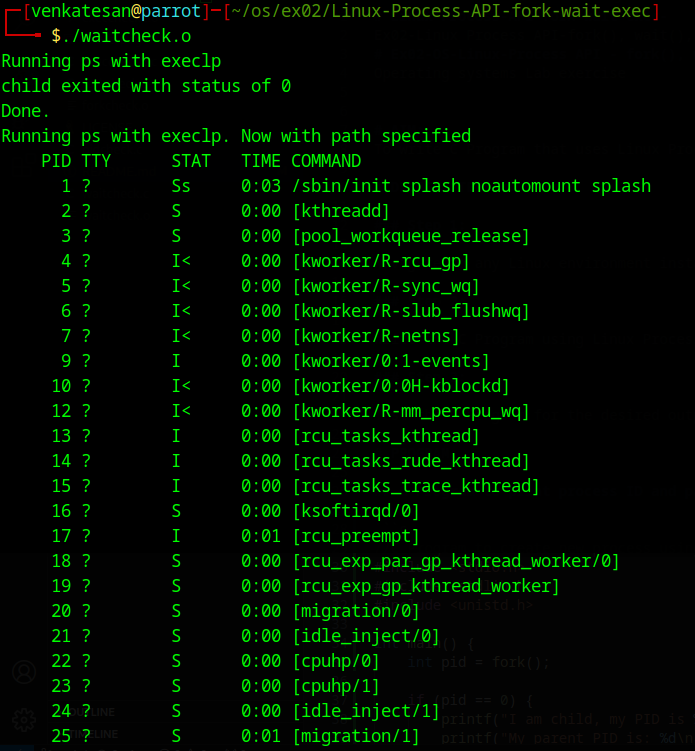 [venkatesan@parrot]-[~/os/ex02/Linux-Process-API-fork-wait-exec]
$./waitcheck.o
Running ps with execlp
child exited with status of 0
Done.
Running ps with execlp. Now with path specified
PID TTY STAT TIME COMMAND
1 ? Ss 0:03 /sbin/init splash noautomount splash
2 ? S 0:00 [kthreadd]
3 ? S 0:00 [pool_workqueue_release]
4 ? I< 0:00 [kworker/R-rcu_gp]
5 ? I< 0:00 [kworker/R-sync_wq]
6 ? I< 0:00 [kworker/R-slub_flushwq]
7 ? I< 0:00 [kworker/R-netns]
9 ? I 0:00 [kworker/0:1-events]
10 ? I< 0:00 [kworker/0:0H-kblockd]
12 ? I< 0:00 [kworker/R-mm_percpu_wq]
13 ? I 0:00 [rcu_tasks_kthread]
14 ? I 0:00 [rcu_tasks_rude_kthread]
15 ? I 0:00 [rcu_tasks_trace_kthread]
16 ? S 0:00 [ksoftirqd/0]
17 ? I 0:01 [rcu_preempt]
18 ? S 0:00 [rcu_exp_par_gp_kthread_worker/0]
19 ? S 0:00 [rcu_exp_gp_kthread_worker]
<unistd.h>
20 ? S 0:00 [migration/0]
21 ? S 0:00 [idle_inject/0]
() {
22 ? S 0:00 [cpuhp/0]
int pid = fork();
23 ? S 0:00 [cpuhp/1]
if (pid == 0) {
24 ? S 0:00 [idle_inject/1]
printf("I am child, my PID is
25 ? S 0:01 [migration/1]
printf("My parent PID is: %d\n